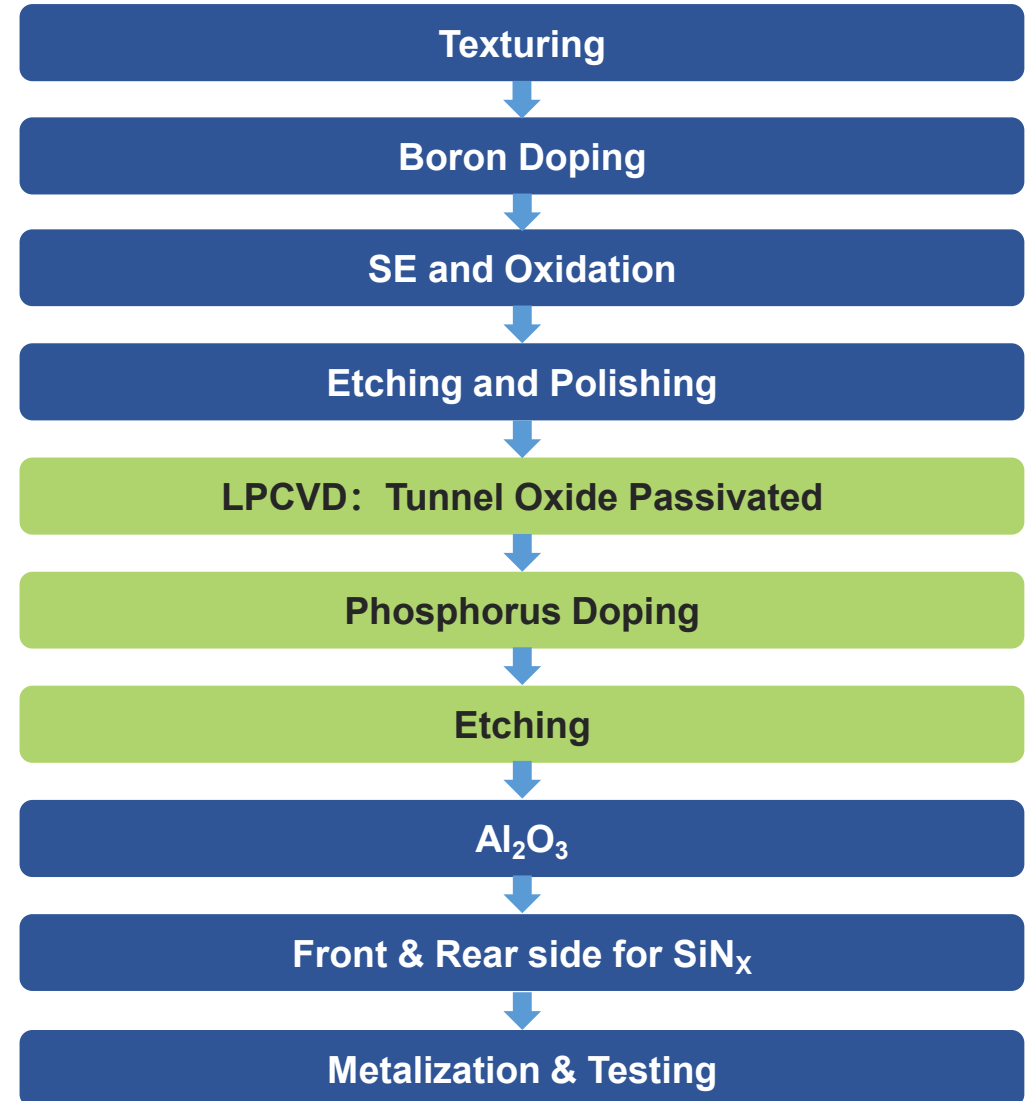 Texturing
Boron Doping
SE and Oxidation
Etching and Polishing
LPCVD： Tunnel Oxide Passivated
Phosphorus Doping
Etching
Al₂O₃
Front & Rear side for SiNₓ
Metalization & Testing